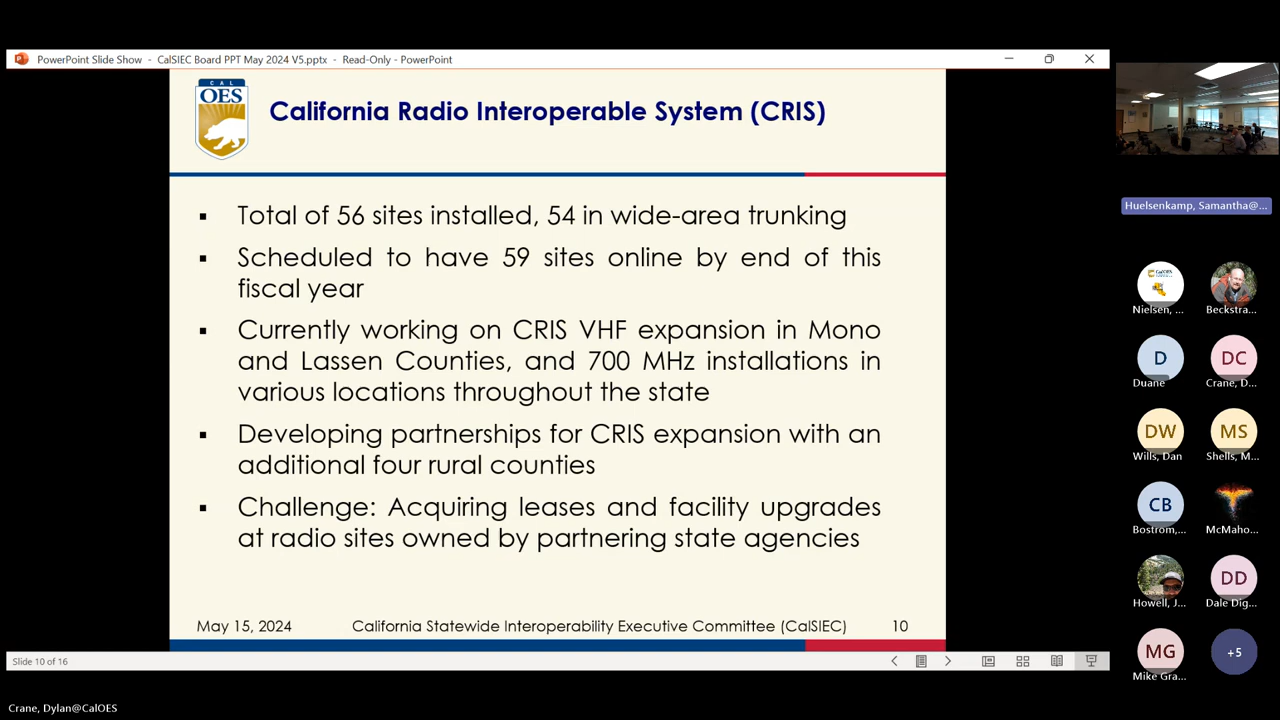 PowerPoint Slide Show - CalSIEC Board PPT May 2024 V5.pptx - Read-Only - PowerPoint
CAL
OES
California Radio Interoperable System (CRIS)
▪ Total of 56 sites installed, 54 in wide-area trunking
▪ Scheduled to have 59 sites online by end of this
fiscal year
▪ Currently working on CRIS VHF expansion in Mono
and Lassen Counties, and 700 MHz installations in
various locations throughout the state
▪ Developing partnerships for CRIS expansion with an
additional four rural counties
▪ Challenge: Acquiring leases and facility upgrades
at radio sites owned by partnering state agencies
May 15, 2024 California Statewide Interoperability Executive Committee (CalSIEC) 10
Slide 10 of 16
Crane, Dylan@CalOES
Huelsenkamp, Samantha@...
CalOES
Nielsen, ... Beckstra...
D DC
Duane Crane, D...
DW MS
Wills, Dan Shells, M...
CB
Bostrom,... McMaho...
DD
Howell, J... Dale Dig...
MG +5
Mike Gra...